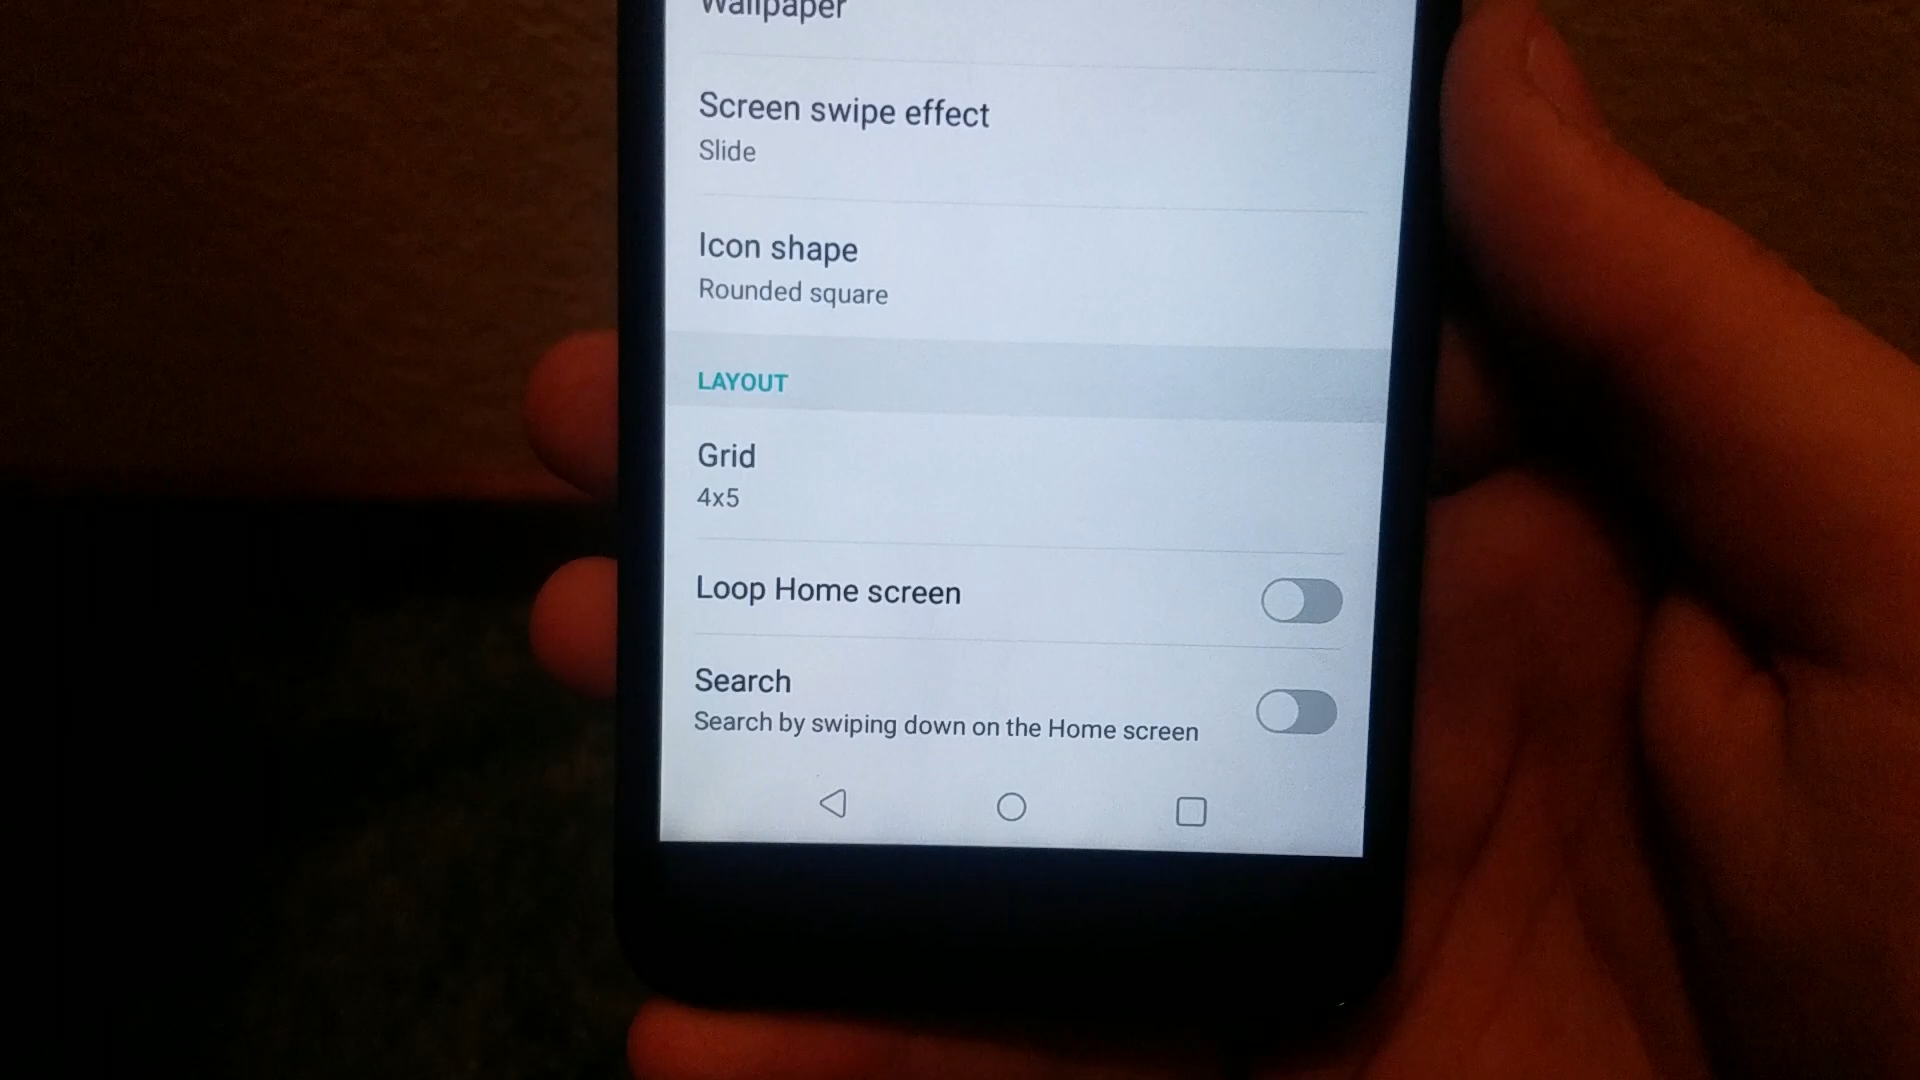 Wallpaper
Screen swipe effect
Slide
Icon shape
Rounded square
LAYOUT
Grid
4x5
Loop Home screen
Search
Search by swiping down on the Home screen